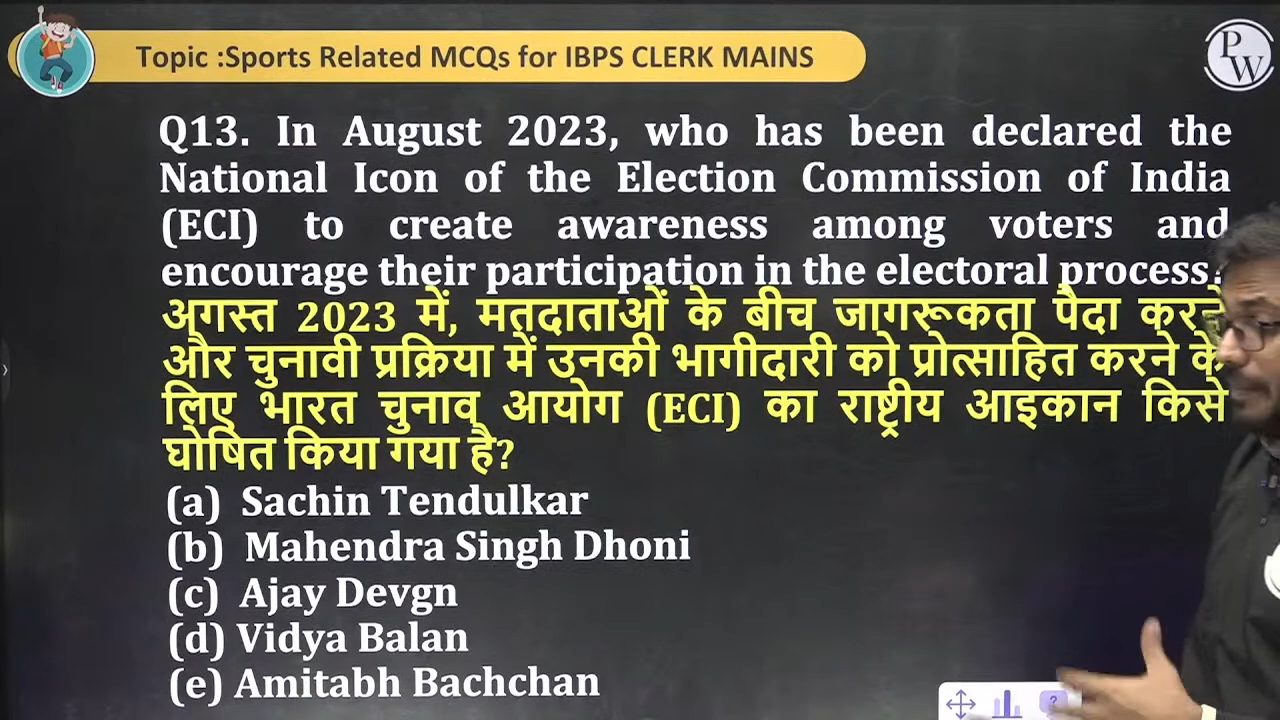 Topic :Sports Related MCQs for IBPS CLERK MAINS
PW
Q13. In August 2023, who has been declared the
National Icon of the Election Commission of India
(ECI) to create awareness among voters and
encourage their participation in the electoral process.
अगस्त 2023 में, मतदाताओं के बीच जागरूकता पैदा करने
और चुनावी प्रक्रिया में उनकी भागीदारी को प्रोत्साहित करने के
लिए भारत चुनाव आयोग (ECI) का राष्ट्रीय आइकान किसे
घोषित किया गया है?
(a) Sachin Tendulkar
(b) Mahendra Singh Dhoni
(c) Ajay Devgn
(d) Vidya Balan
(e) Amitabh Bachchan